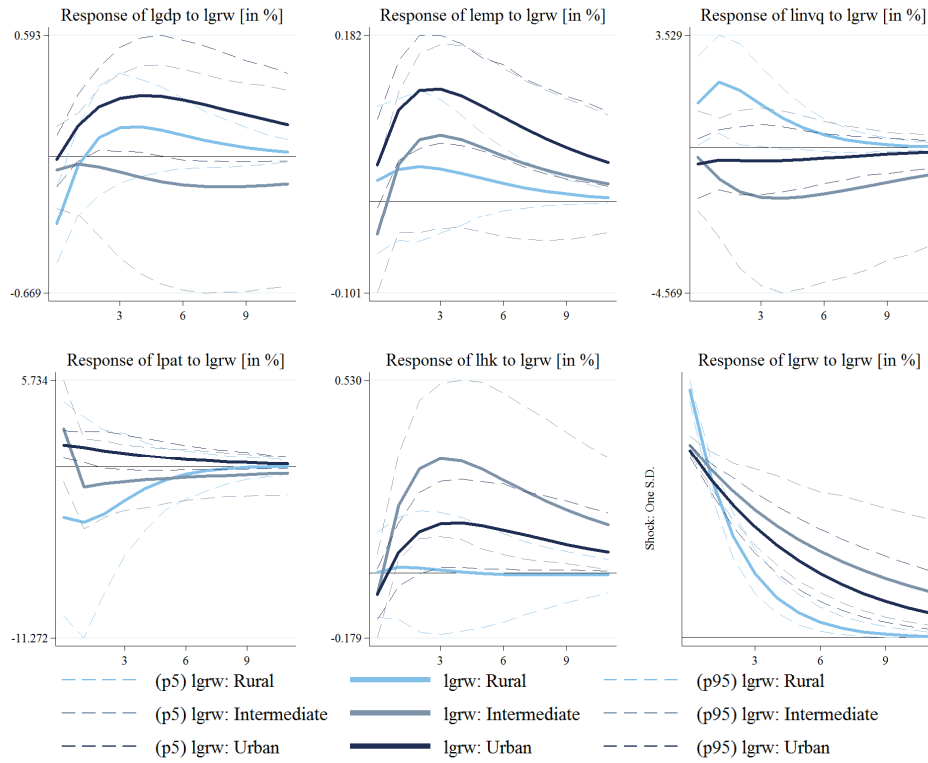 Response of lgdp to lgrw [in %]
Response of lemp to lgrw [in %]
Response of linvq to lgrw [in %]
0.593
0.182
3.529
-0.669
-0.101
-4.569
3 6 9
3 6 9
3 6 9
Response of lpat to lgrw [in %]
Response of lhk to lgrw [in %]
Response of lgrw to lgrw [in %]
5.734
0.530
Shock: One S.D.
-11.272
-0.179
3 6 9
3 6 9
3 6 9
(p5) lgrw: Rural
lgrw: Rural
(p95) lgrw: Rural
(p5) lgrw: Intermediate
lgrw: Intermediate
(p95) lgrw: Intermediate
(p5) lgrw: Urban
lgrw: Urban
(p95) lgrw: Urban